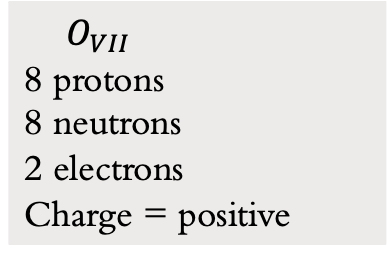 O_VII
8 protons
8 neutrons
2 electrons
Charge = positive